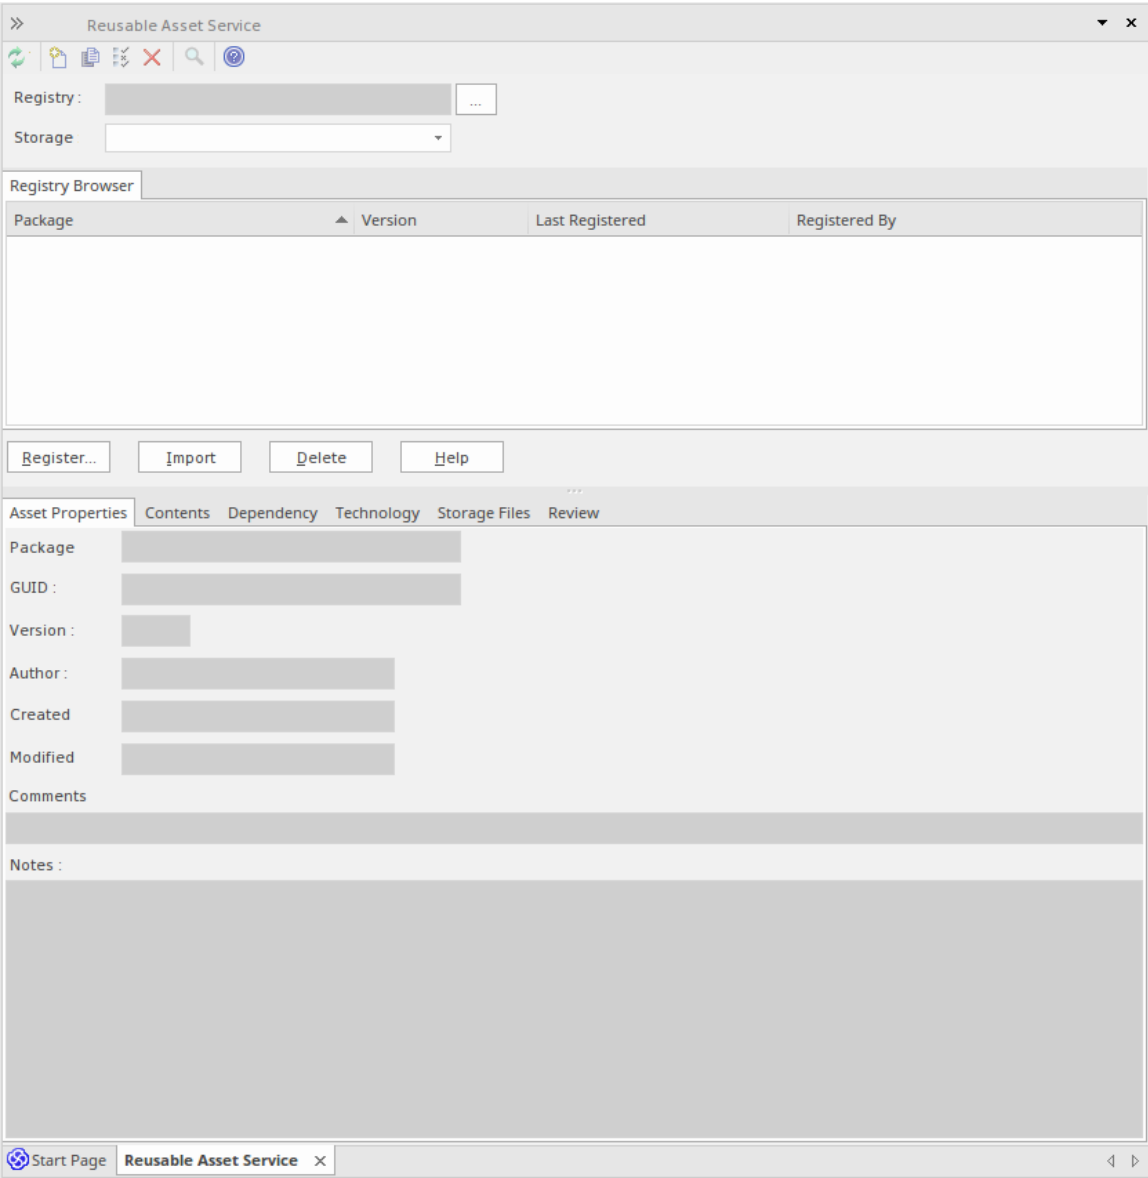 Reusable Asset Service
Registry :
...
Storage
Registry Browser
Package Version Last Registered Registered By
Register... Import Delete Help
Asset Properties Contents Dependency Technology Storage Files Review
Package
GUID :
Version :
Author :
Created
Modified
Comments
Notes :
Start Page Reusable Asset Service